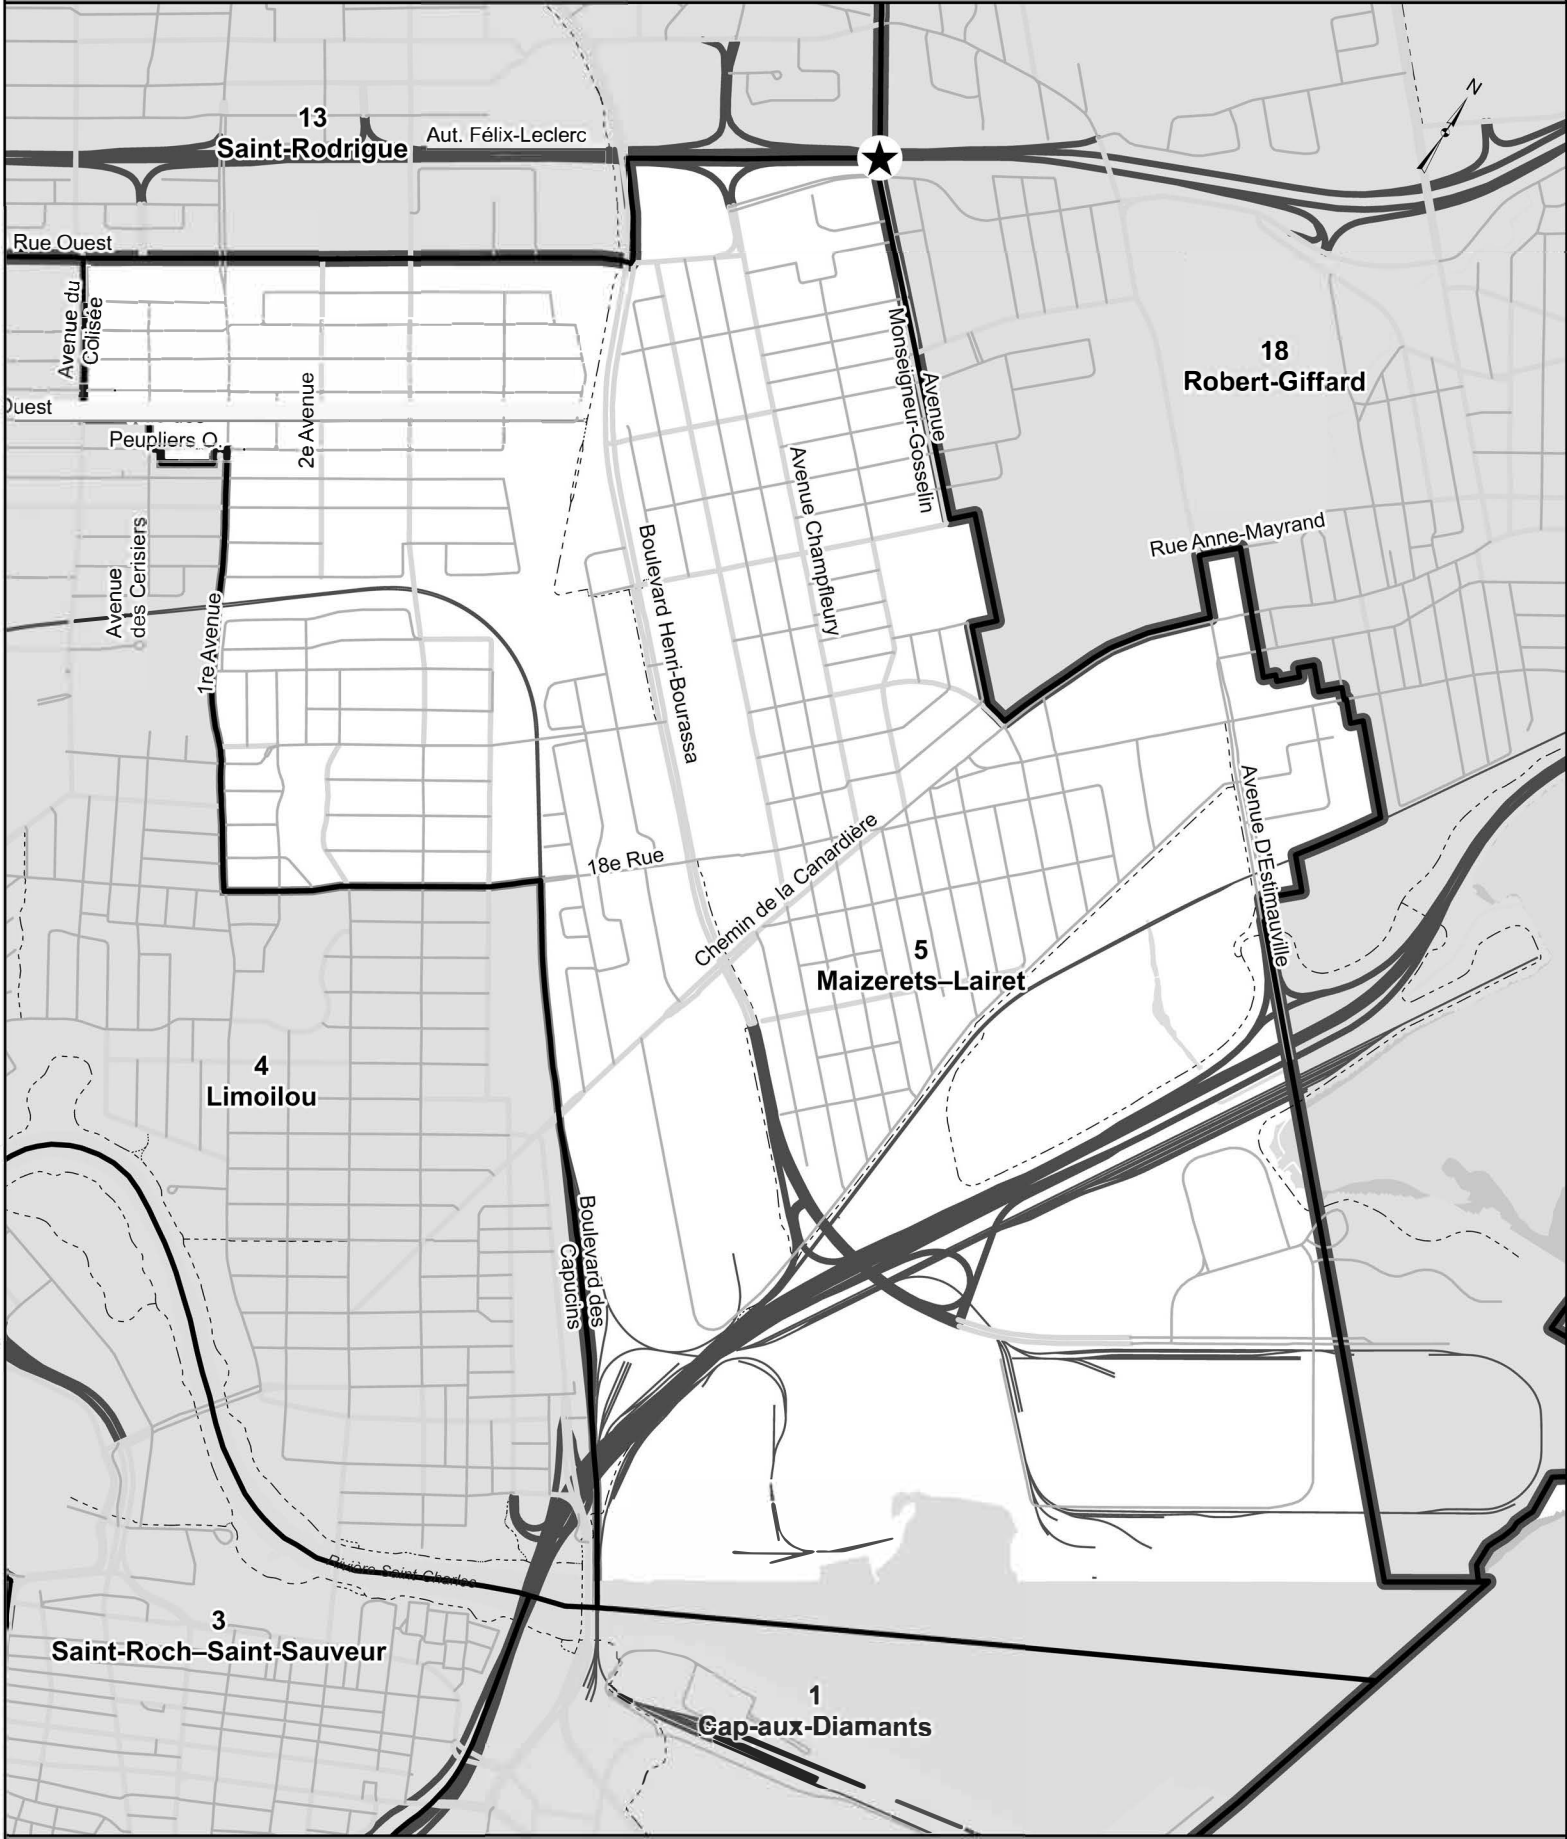 N
13
Saint-Rodrigue
Aut. Félix-Leclerc
Rue Ouest
Avenue du
Colisée
Ouest
Peupliers O.
2e Avenue
Avenue
des Cerisiers
1re Avenue
Avenue
Monseigneur-Gosselin
Avenue Champfleury
Boulevard Henri-Bourassa
18
Robert-Giffard
Rue Anne-Mayrand
Avenue D'Estimauville
18e Rue
Chemin de la Canardière
5
Maizerets–Lairet
4
Limoilou
Boulevard des
Capucins
Rivière Saint-Charles
3
Saint-Roch–Saint-Sauveur
1
Cap-aux-Diamants